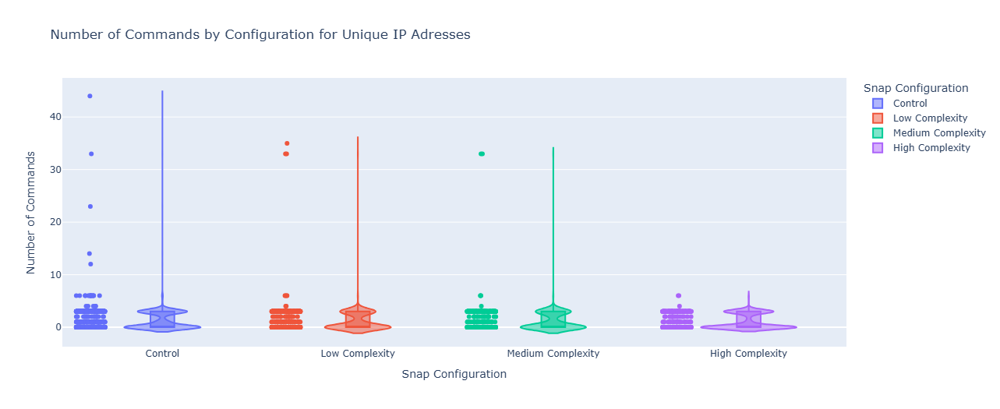 Number of Commands by Configuration for Unique IP Adresses
Snap Configuration
Control
Low Complexity
Medium Complexity
High Complexity
Number of Commands
40
30
20
10
0
Control
Low Complexity
Medium Complexity
High Complexity
Snap Configuration